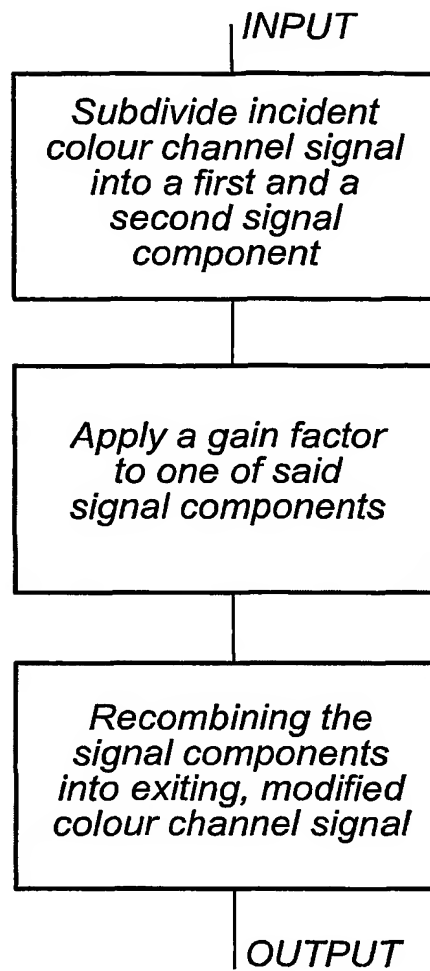 INPUT
Subdivide incident
colour channel signal
into a first and a
second signal
component
Apply a gain factor
to one of said
signal components
Recombining the
signal components
into exiting, modified
colour channel signal
OUTPUT